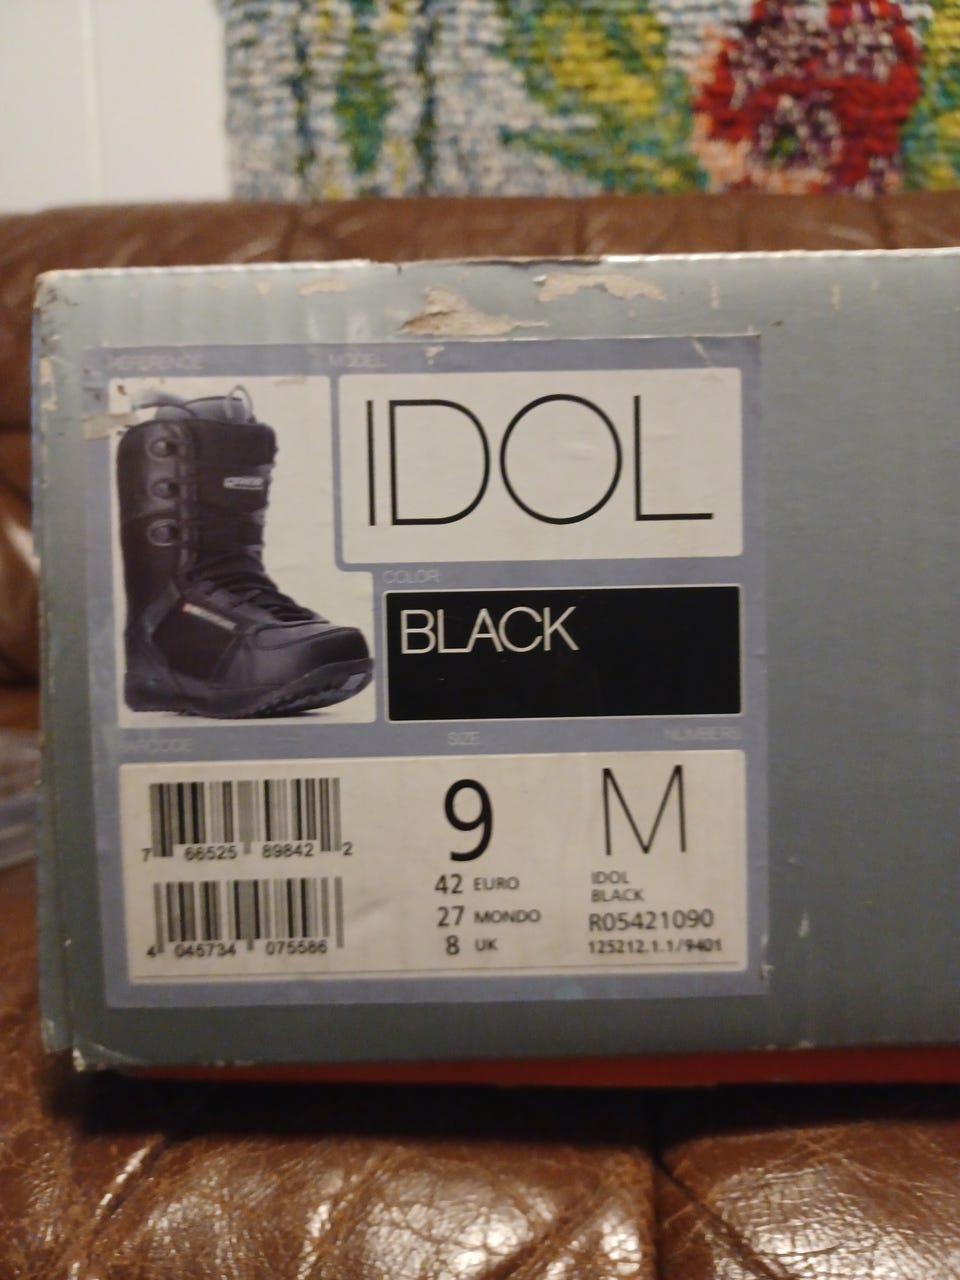 REFERENCE
MODEL
IDOL
COLOR
BLACK
BARCODE
SIZE
NUMBERS
7 66525 89842 2
4 045734 075586
9
42 EURO
27 MONDO
8 UK
M
IDOL
BLACK
R05421090
125212.1.1/9401